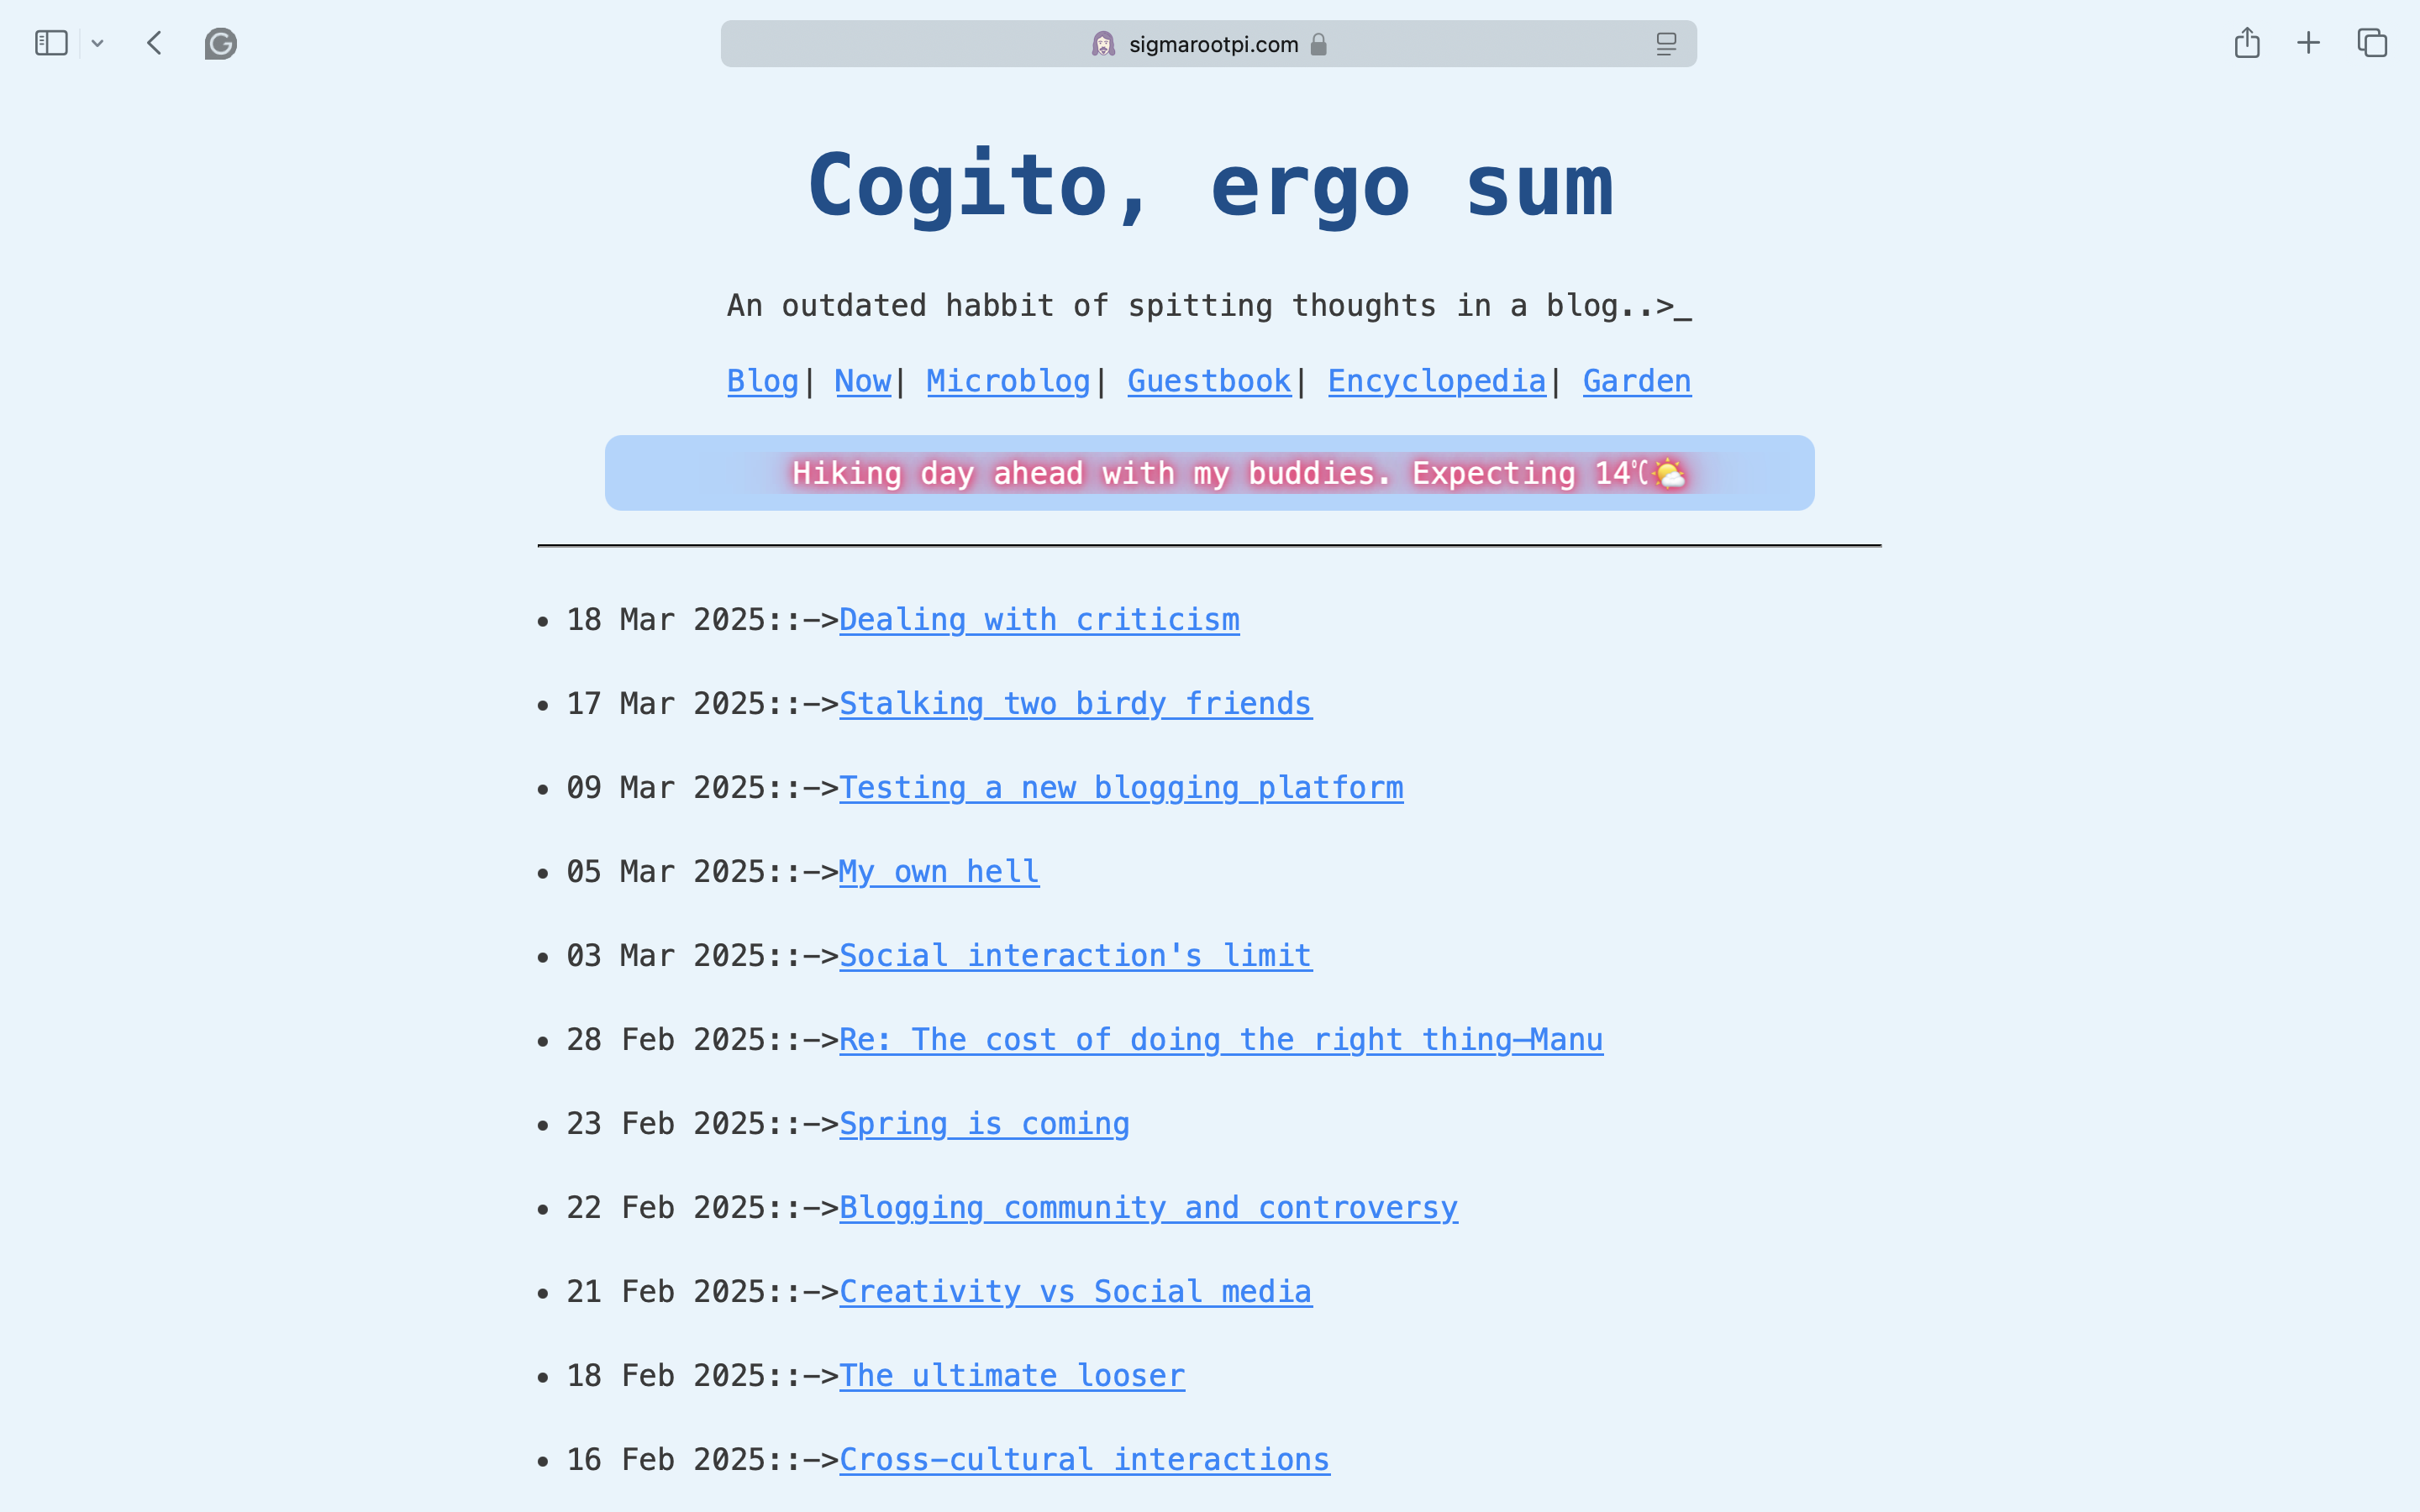 sigmarootpi.com
Cogito, ergo sum
An outdated habbit of spitting thoughts in a blog..>_
Blog| Now| Microblog| Guestbook| Encyclopedia| Garden
Hiking day ahead with my buddies. Expecting 14℃🌤️
• 18 Mar 2025::—>Dealing with criticism
• 17 Mar 2025::—>Stalking two birdy friends
• 09 Mar 2025::—>Testing a new blogging platform
• 05 Mar 2025::—>My own hell
• 03 Mar 2025::—>Social interaction's limit
• 28 Feb 2025::—>Re: The cost of doing the right thing—Manu
• 23 Feb 2025::—>Spring is coming
• 22 Feb 2025::—>Blogging community and controversy
• 21 Feb 2025::—>Creativity vs Social media
• 18 Feb 2025::—>The ultimate looser
• 16 Feb 2025::—>Cross-cultural interactions